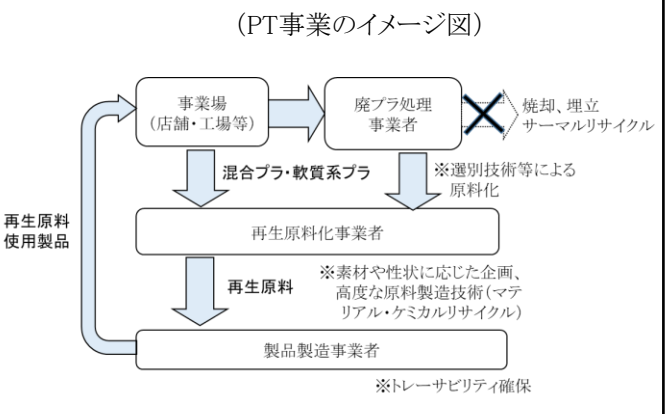 (PT事業のイメージ図)
事業場
(店舗・工場等)
廃プラ処理
事業者
焼却、埋立
サーマルリサイクル
混合プラ・軟質系プラ
※選別技術等による
原料化
再生原料
使用製品
再生原料化事業者
再生原料
※素材や性状に応じた企画、
高度な原料製造技術(マテ
リアル・ケミカルリサイクル)
製品製造事業者
※トレーサビリティ確保